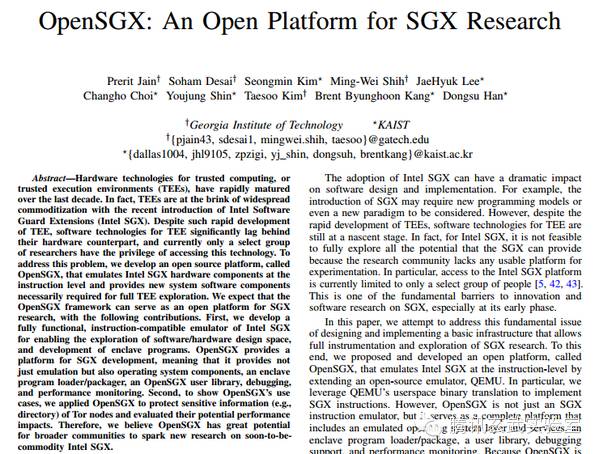 OpenSGX: An Open Platform for SGX Research
Prerit Jain† Soham Desai† Seongmin Kim⋆ Ming-Wei Shih† JaeHyuk Lee⋆
Changho Choi⋆ Youjung Shin⋆ Taesoo Kim† Brent Byunghoon Kang⋆ Dongsu Han⋆
†Georgia Institute of Technology ⋆KAIST
†{pjain43, sdesai1, mingwei.shih, taesoo}@gatech.edu
⋆{dallas1004, jhl9105, zpzigi, yj_shin, dongsuh, brentkang}@kaist.ac.kr
Abstract—Hardware technologies for trusted computing, or
trusted execution environments (TEEs), have rapidly matured
over the last decade. In fact, TEEs are at the brink of widespread
commoditization with the recent introduction of Intel Software
Guard Extensions (Intel SGX). Despite such rapid development
of TEE, software technologies for TEE significantly lag behind
their hardware counterpart, and currently only a select group
of researchers have the privilege of accessing this technology. To
address this problem, we develop an open source platform, called
OpenSGX, that emulates Intel SGX hardware components at the
instruction level and provides new system software components
necessarily required for full TEE exploration. We expect that the
OpenSGX framework can serve as an open platform for SGX
research, with the following contributions. First, we develop a
fully functional, instruction-compatible emulator of Intel SGX
for enabling the exploration of software/hardware design space,
and development of enclave programs. OpenSGX provides a
platform for SGX development, meaning that it provides not
just emulation but also operating system components, an enclave
program loader/packager, an OpenSGX user library, debugging,
and performance monitoring. Second, to show OpenSGX's use
cases, we applied OpenSGX to protect sensitive information (e.g.,
directory) of Tor nodes and evaluated their potential performance
impacts. Therefore, we believe OpenSGX has great potential
for broader communities to spark new research on soon-to-be-
commodity Intel SGX.
The adoption of Intel SGX can have a dramatic impact
on software design and implementation. For example, the
introduction of SGX may require new programming models or
even a new paradigm to be considered. However, despite the
rapid development of TEEs, software technologies for TEE are
still at a nascent stage. In fact, for Intel SGX, it is not feasible
to fully explore all the potential that the SGX can provide
because the research community lacks any usable platform for
experimentation. In particular, access to the Intel SGX platform
is currently limited to only a select group of people [5, 42, 43].
This is one of the fundamental barriers to innovation and
software research on SGX, especially at its early phase.
In this paper, we attempt to address this fundamental issue
of designing and implementing a basic infrastructure that allows
full instrumentation and exploration of SGX research. To this
end, we proposed and developed an open platform, called
OpenSGX, that emulates Intel SGX at the instruction-level by
extending an open-source emulator, QEMU. In particular, we
leverage QEMU's userspace binary translation to implement
SGX instructions. However, OpenSGX is not just an SGX
instruction emulator, but it serves as a complete platform that
includes an emulated operating system layer and services, an
enclave program loader/packager, a user library, debugging
support, and performance monitoring. Because OpenSGX is